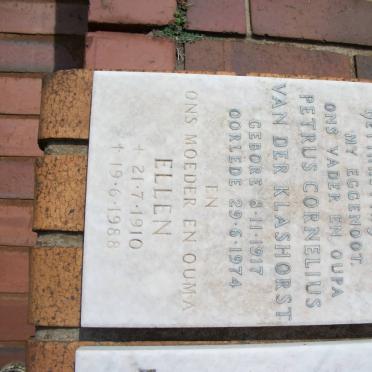 MY EGGENOOT,
ONS VADER EN OUPA
PETRUS CORNELIUS
VAN DER KLASHORST
GEBORE 8-11-1917
OORLEDE 29-6-1974
EN
ONS MOEDER EN OUMA
ELLEN
* 21·7·1910
† 19·6·1988